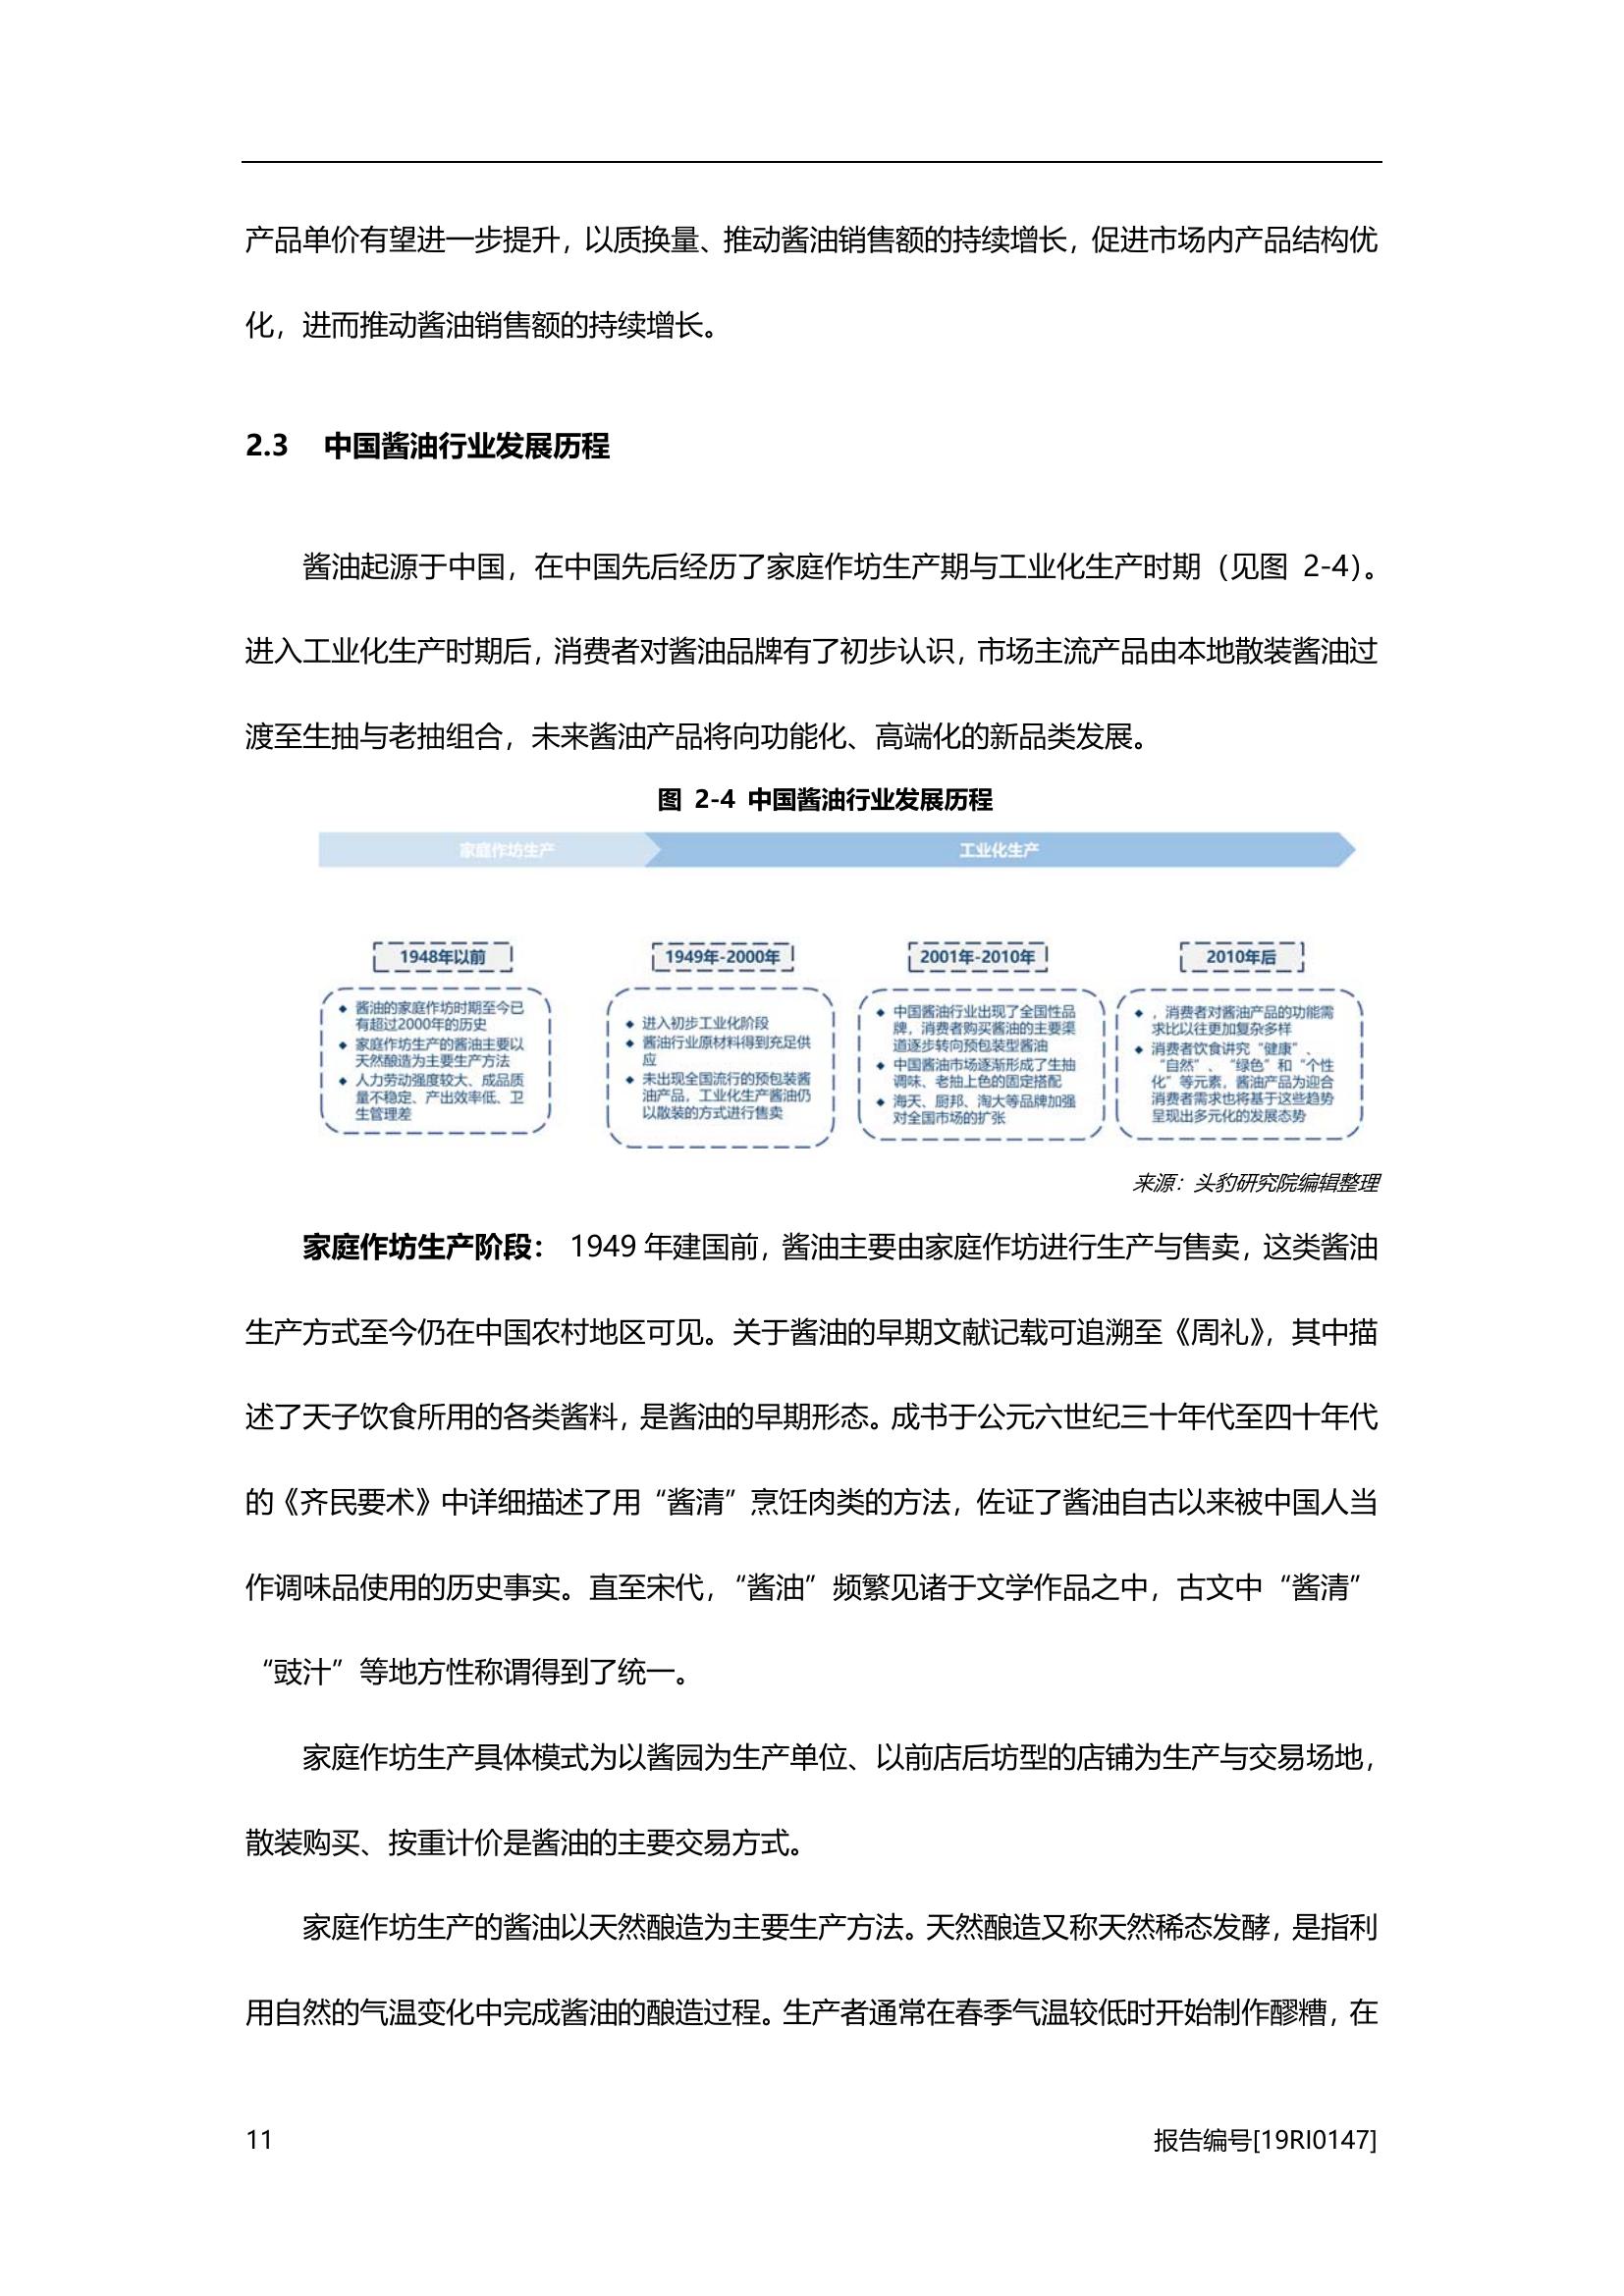 产品单价有望进一步提升，以质换量、推动酱油销售额的持续增长，促进市场内产品结构优
化，进而推动酱油销售额的持续增长。
2.3 中国酱油行业发展历程
酱油起源于中国，在中国先后经历了家庭作坊生产期与工业化生产时期（见图 2-4）。
进入工业化生产时期后，消费者对酱油品牌有了初步认识，市场主流产品由本地散装酱油过
渡至生抽与老抽组合，未来酱油产品将向功能化、高端化的新品类发展。
图 2-4 中国酱油行业发展历程
家庭作坊生产
工业化生产
1948年以前
◆ 酱油的家庭作坊时期至今已
有超过2000年的历史
◆ 家庭作坊生产的酱油主要以
天然酿造为主要生产方法
◆ 人力劳动强度较大、成品质
量不稳定、产出效率低、卫
生管理差
1949年-2000年
◆ 进入初步工业化阶段
◆ 酱油行业原材料得到充足供
应
◆ 未出现全国流行的预包装酱
油产品，工业化生产酱油仍
以散装的方式进行售卖
2001年-2010年
◆ 中国酱油行业出现了全国性品
牌，消费者购买酱油的主要渠
道逐步转向预包装型酱油
◆ 中国酱油市场逐渐形成了生抽
调味、老抽上色的固定搭配
◆ 海天、厨邦、淘大等品牌加强
对全国市场的扩张
2010年后
◆ ，消费者对酱油产品的功能需
求比以往更加复杂多样
◆ 消费者饮食讲究“健康”、
“自然”、“绿色”和“个性
化”等元素，酱油产品为迎合
消费者需求也将基于这些趋势
呈现出多元化的发展态势
来源：头豹研究院编辑整理
家庭作坊生产阶段： 1949 年建国前，酱油主要由家庭作坊进行生产与售卖，这类酱油
生产方式至今仍在中国农村地区可见。关于酱油的早期文献记载可追溯至《周礼》，其中描
述了天子饮食所用的各类酱料，是酱油的早期形态。成书于公元六世纪三十年代至四十年代
的《齐民要术》中详细描述了用“酱清”烹饪肉类的方法，佐证了酱油自古以来被中国人当
作调味品使用的历史事实。直至宋代，“酱油”频繁见诸于文学作品之中，古文中“酱清”
“豉汁”等地方性称谓得到了统一。
家庭作坊生产具体模式为以酱园为生产单位、以前店后坊型的店铺为生产与交易场地，
散装购买、按重计价是酱油的主要交易方式。
家庭作坊生产的酱油以天然酿造为主要生产方法。天然酿造又称天然稀态发酵，是指利
用自然的气温变化中完成酱油的酿造过程。生产者通常在春季气温较低时开始制作醪糟，在
11
报告编号[19RI0147]